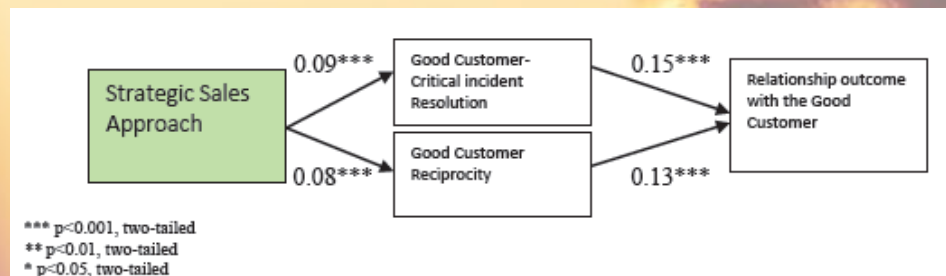 Strategic Sales
Approach
0.09***
0.08***
Good Customer-
Critical incident
Resolution
Good Customer
Reciprocity
0.15***
0.13***
Relationship outcome
with the Good
Customer
*** p<0.001, two-tailed
** p<0.01, two-tailed
* p<0.05, two-tailed